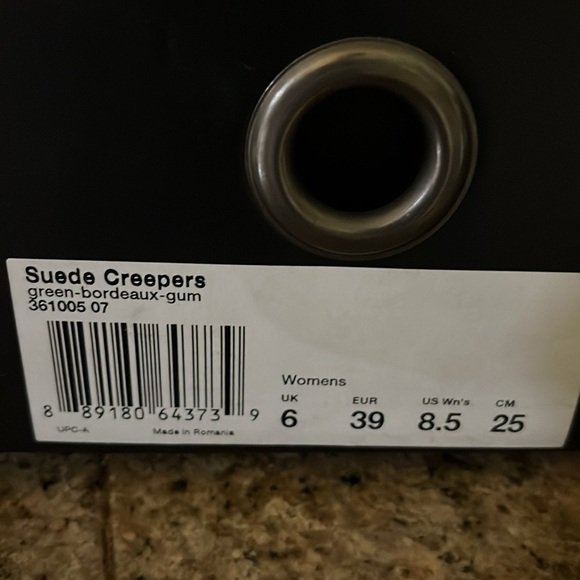 Suede Creepers
green-bordeaux-gum
361005 07
8 89180 64373 9
UPC-A Made in Romania
Womens
UK EUR US Wn's CM
6 39 8.5 25